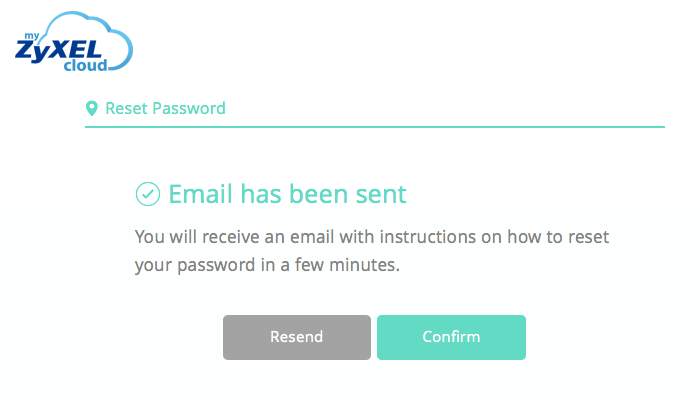 my
ZyXEL
cloud
Reset Password
Email has been sent
You will receive an email with instructions on how to reset
your password in a few minutes.
Resend
Confirm